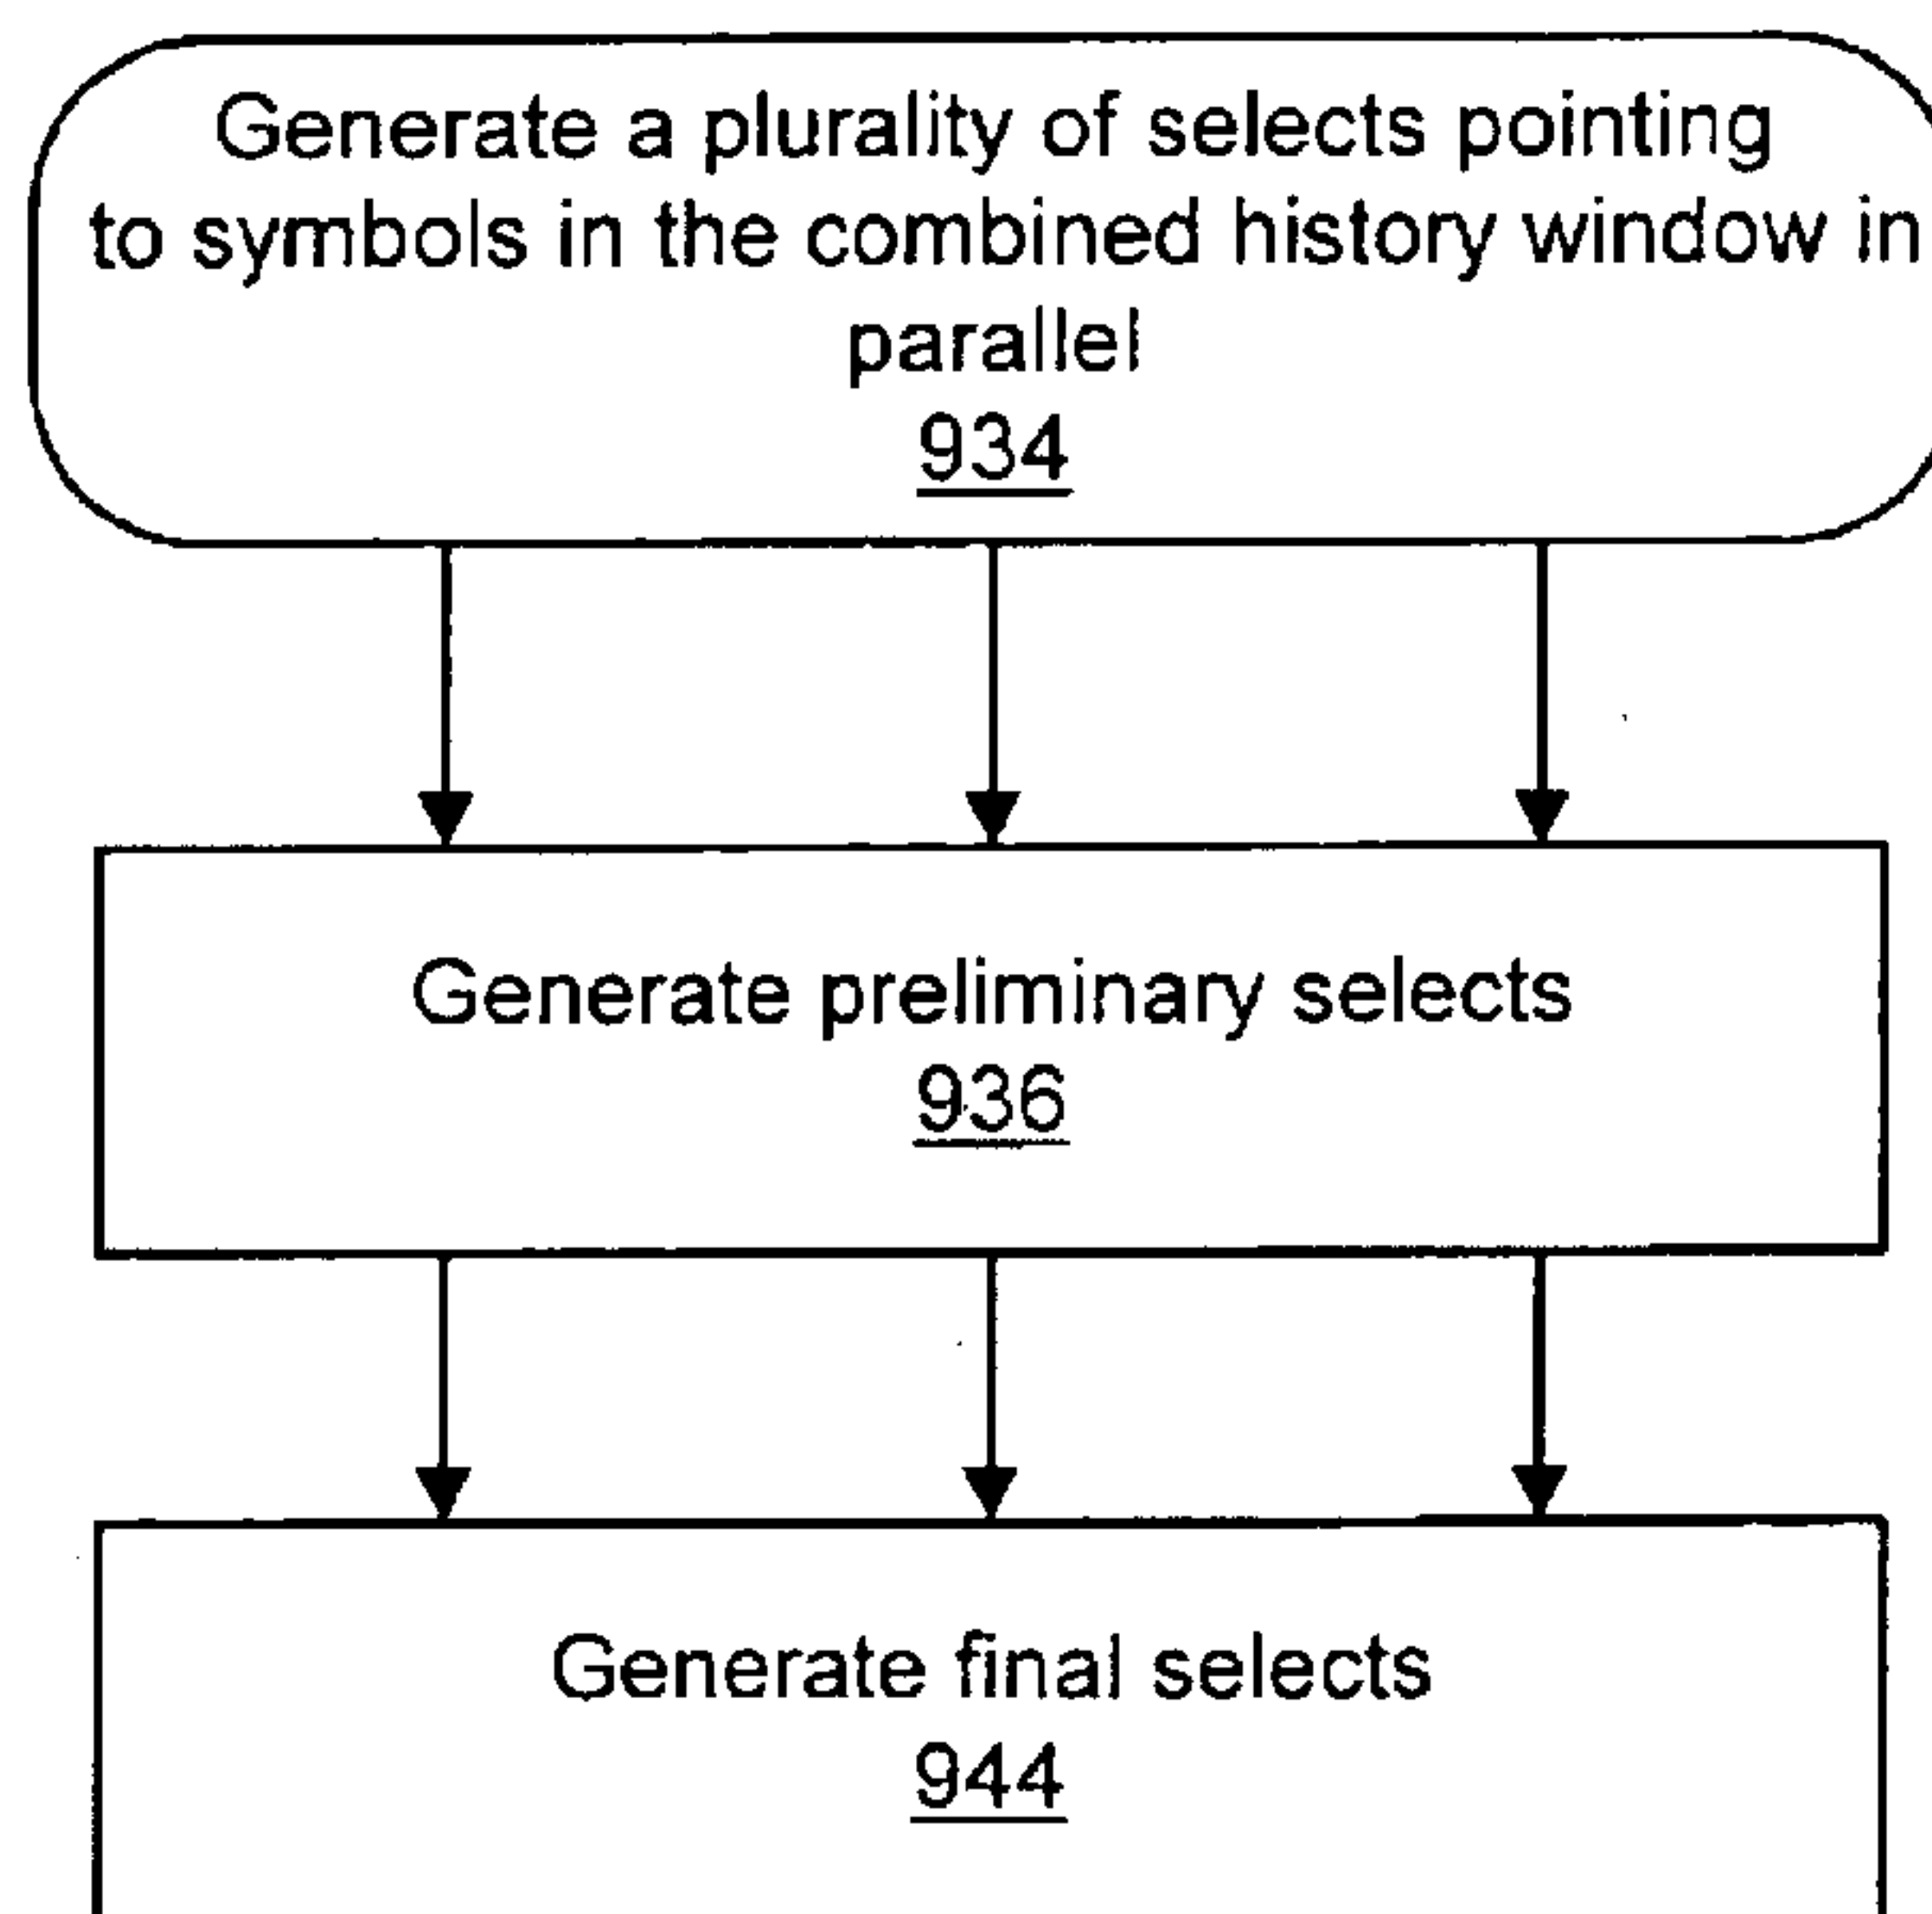 Generate a plurality of selects pointing
to symbols in the combined history window in
parallel
934
Generate preliminary selects
936
Generate final selects
944